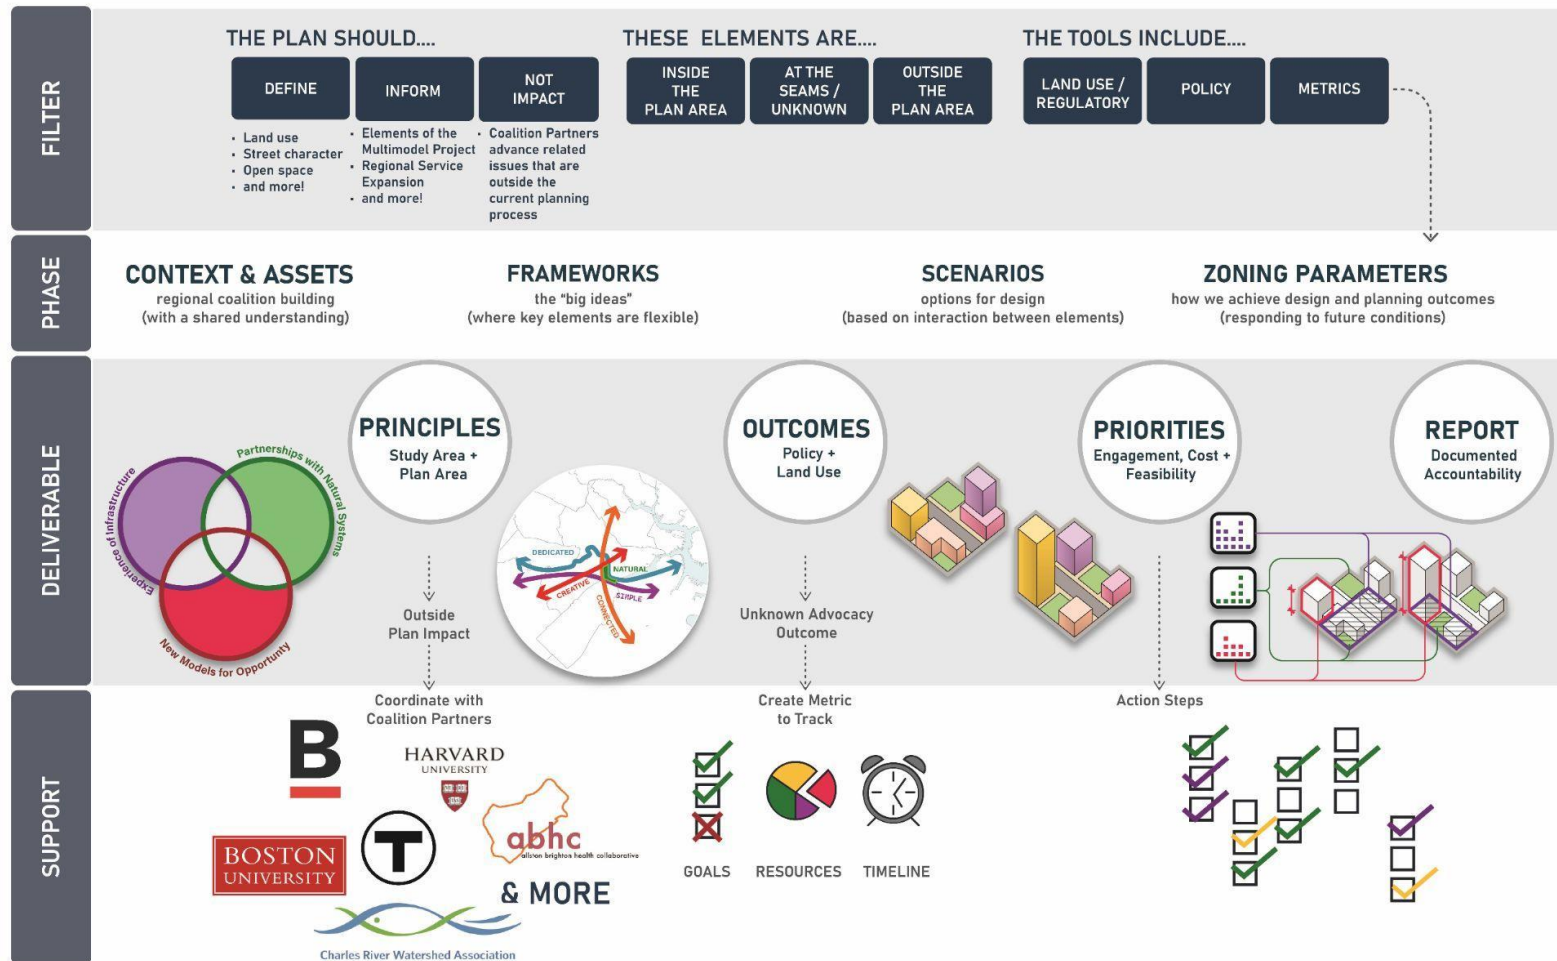 FILTER
THE PLAN SHOULD....
DEFINE
• Land use
• Street character
• Open space
• and more!
INFORM
• Elements of the
Multimodel Project
• Regional Service
Expansion
• and more!
NOT
IMPACT
• Coalition Partners
advance related
issues that are
outside the
current planning
process
THESE ELEMENTS ARE....
INSIDE
THE
PLAN AREA
AT THE
SEAMS /
UNKNOWN
OUTSIDE
THE
PLAN AREA
THE TOOLS INCLUDE....
LAND USE /
REGULATORY
POLICY
METRICS
PHASE
CONTEXT & ASSETS
regional coalition building
(with a shared understanding)
FRAMEWORKS
the "big ideas"
(where key elements are flexible)
SCENARIOS
options for design
(based on interaction between elements)
ZONING PARAMETERS
how we achieve design and planning outcomes
(responding to future conditions)
DELIVERABLE
Experience of Infrastructure
Partnerships with Natural Systems
New Models for Opportunty
PRINCIPLES
Study Area +
Plan Area
Outside
Plan Impact
DEDICATED
NATURAL
CREATIVE
SIMPLE
CONNECTED
OUTCOMES
Policy +
Land Use
Unknown Advocacy
Outcome
PRIORITIES
Engagement, Cost +
Feasibility
REPORT
Documented
Accountability
SUPPORT
Coordinate with
Coalition Partners
B
HARVARD
UNIVERSITY
BOSTON
UNIVERSITY
T
abhc
allston brighton health collaborative
& MORE
Charles River Watershed Association
Create Metric
to Track
GOALS
RESOURCES
TIMELINE
Action Steps